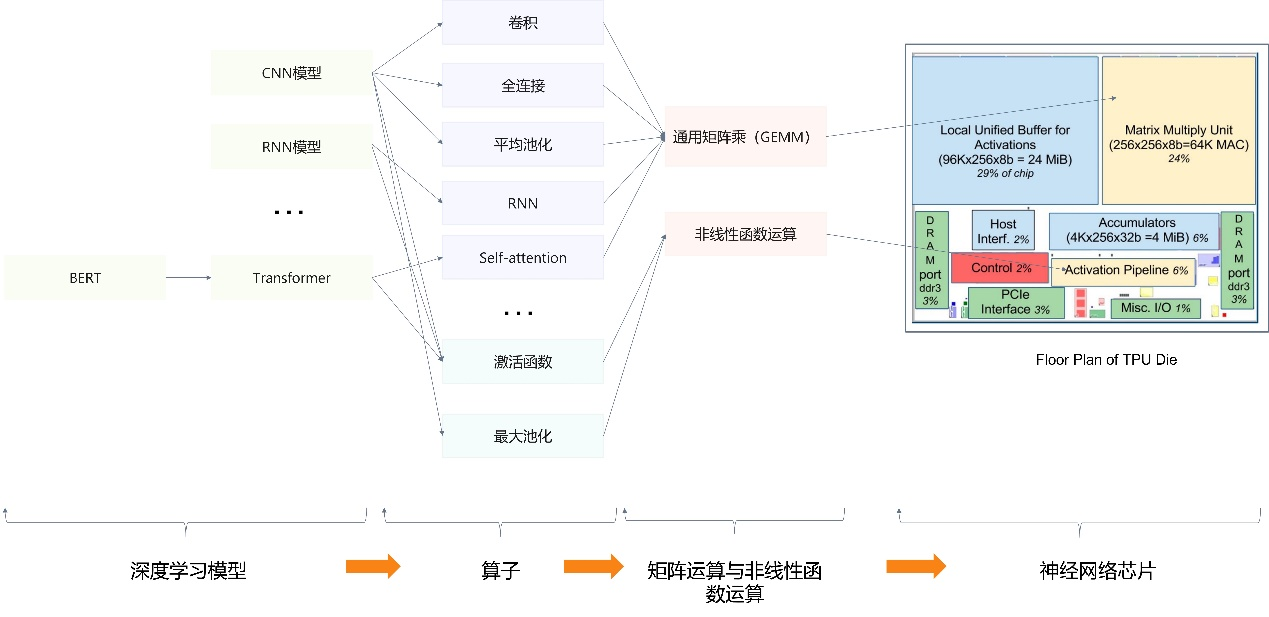 卷积
CNN模型
全连接
RNN模型
平均池化
通用矩阵乘（GEMM）
...
RNN
非线性函数运算
BERT
Transformer
Self-attention
...
激活函数
最大池化
Local Unified Buffer for
Activations
(96Kx256x8b = 24 MiB)
29% of chip
Matrix Multiply Unit
(256x256x8b=64K MAC)
24%
D
R
A
M
port
ddr3
3%
Host
Interf. 2%
Accumulators
(4Kx256x32b =4 MiB) 6%
D
R
A
M
port
ddr3
3%
Control 2%
Activation Pipeline 6%
PCIe
Interface 3%
Misc. I/O 1%
Floor Plan of TPU Die
深度学习模型
算子
矩阵运算与非线性函
数运算
神经网络芯片